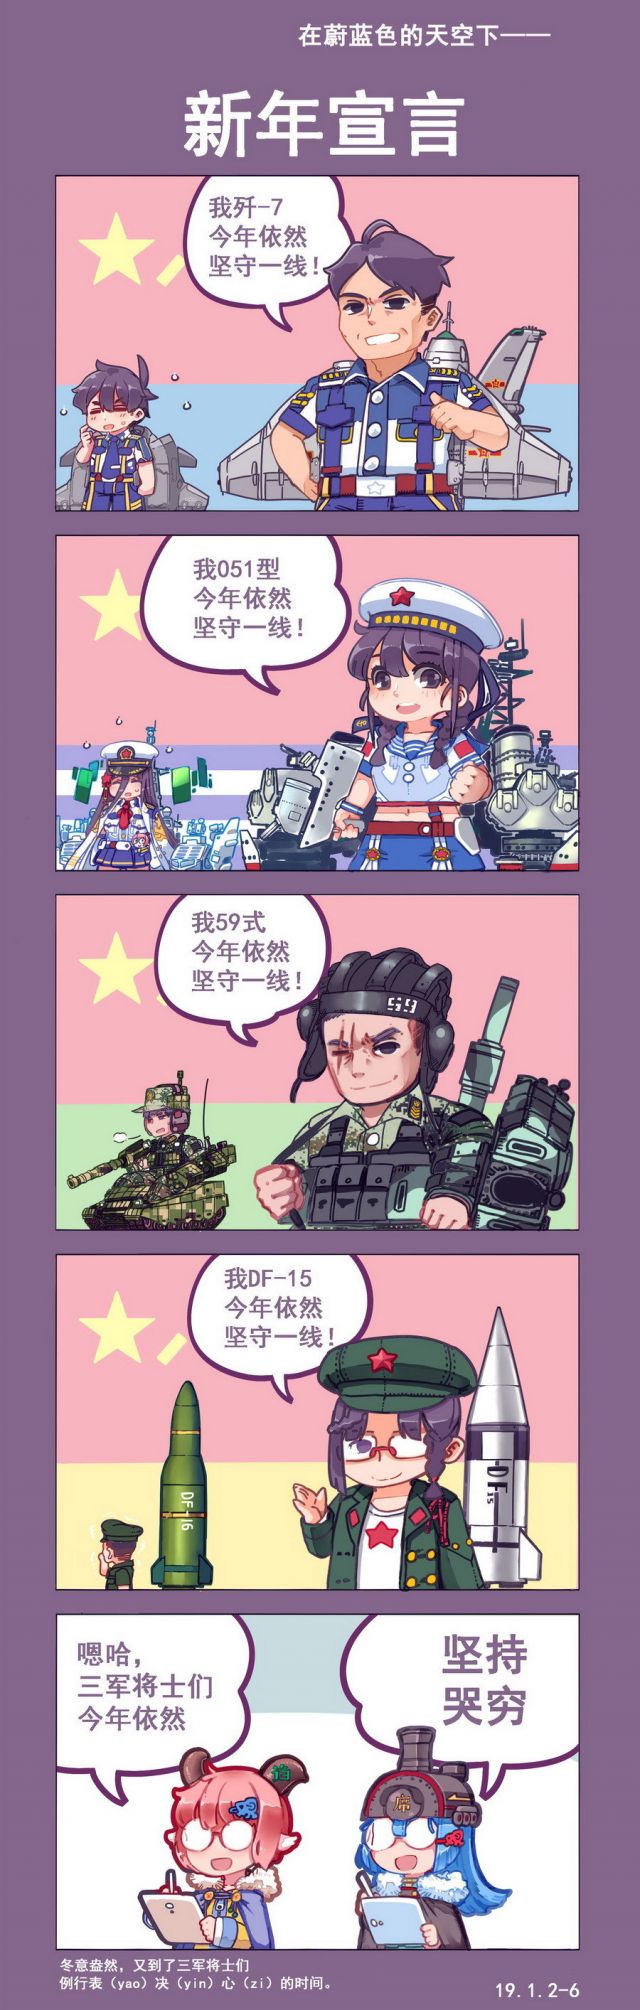 在蔚蓝色的天空下——
新年宣言
我歼-7
今年依然
坚守一线!
我051型
今年依然
坚守一线!
我59式
今年依然
坚守一线!
59
我DF-15
今年依然
坚守一线!
DF-16
DF-15
嗯哈,
三军将士们
今年依然
坚持
哭穷
席
冬意盎然,又到了三军将士们
例行表(yao)决(yin)心(zi)的时间。
19.1.2-6